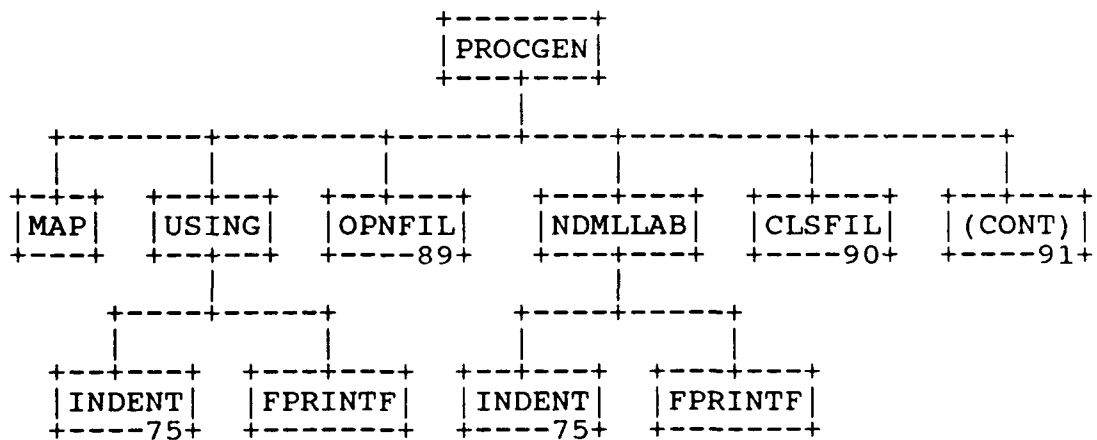 PROCGEN
MAP USING OPNFIL NDMLLAB CLSFIL (CONT)
89 90 91
INDENT FPRINTF INDENT FPRINTF
75 75